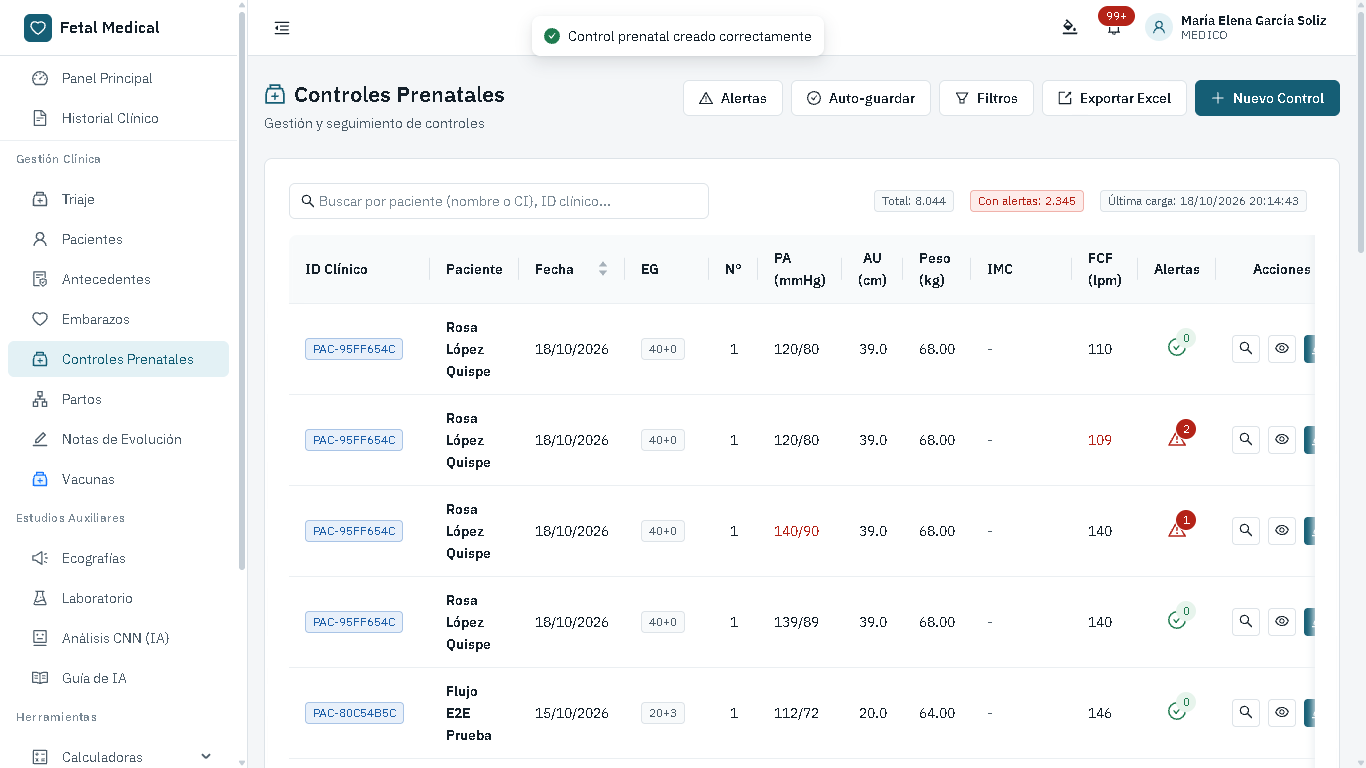 Fetal Medical
Control prenatal creado correctamente
99+
María Elena García Soliz
MEDICO
Panel Principal
Historial Clínico
Gestión Clínica
Triaje
Pacientes
Antecedentes
Embarazos
Controles Prenatales
Partos
Notas de Evolución
Vacunas
Estudios Auxiliares
Ecografías
Laboratorio
Análisis CNN (IA)
Guía de IA
Herramientas
Calculadoras
Controles Prenatales
Gestión y seguimiento de controles
Alertas
Auto-guardar
Filtros
Exportar Excel
Nuevo Control
Buscar por paciente (nombre o CI), ID clínico...
Total: 8.044
Con alertas: 2.345
Última carga: 18/10/2026 20:14:43
ID Clínico Paciente Fecha EG N° PA (mmHg) AU (cm) Peso (kg) IMC FCF (lpm) Alertas Acciones
PAC-95FF654C Rosa López Quispe 18/10/2026 40+0 1 120/80 39.0 68.00 - 110 0
PAC-95FF654C Rosa López Quispe 18/10/2026 40+0 1 120/80 39.0 68.00 - 109 2
PAC-95FF654C Rosa López Quispe 18/10/2026 40+0 1 140/90 39.0 68.00 - 140 1
PAC-95FF654C Rosa López Quispe 18/10/2026 40+0 1 139/89 39.0 68.00 - 140 0
PAC-80C54B5C Flujo E2E Prueba 15/10/2026 20+3 1 112/72 20.0 64.00 - 146 0